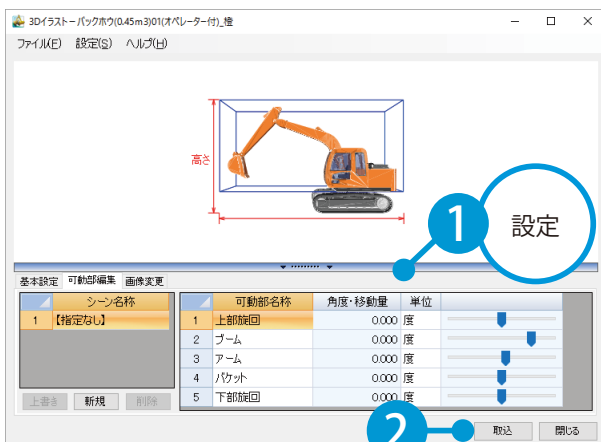 3Dイラスト - バックホウ(0.45m3)01(オペレーター付)_橙
ファイル(F) 設定(S) ヘルプ(H)
高さ
1 設定
基本設定 可動部編集 画像変更
シーン名称
1 【指定なし】
上書き 新規 削除
可動部名称 角度・移動量 単位
1 上部旋回 0.000 度
2 ブーム 0.000 度
3 アーム 0.000 度
4 バケット 0.000 度
5 下部旋回 0.000 度
2 取込 閉じる